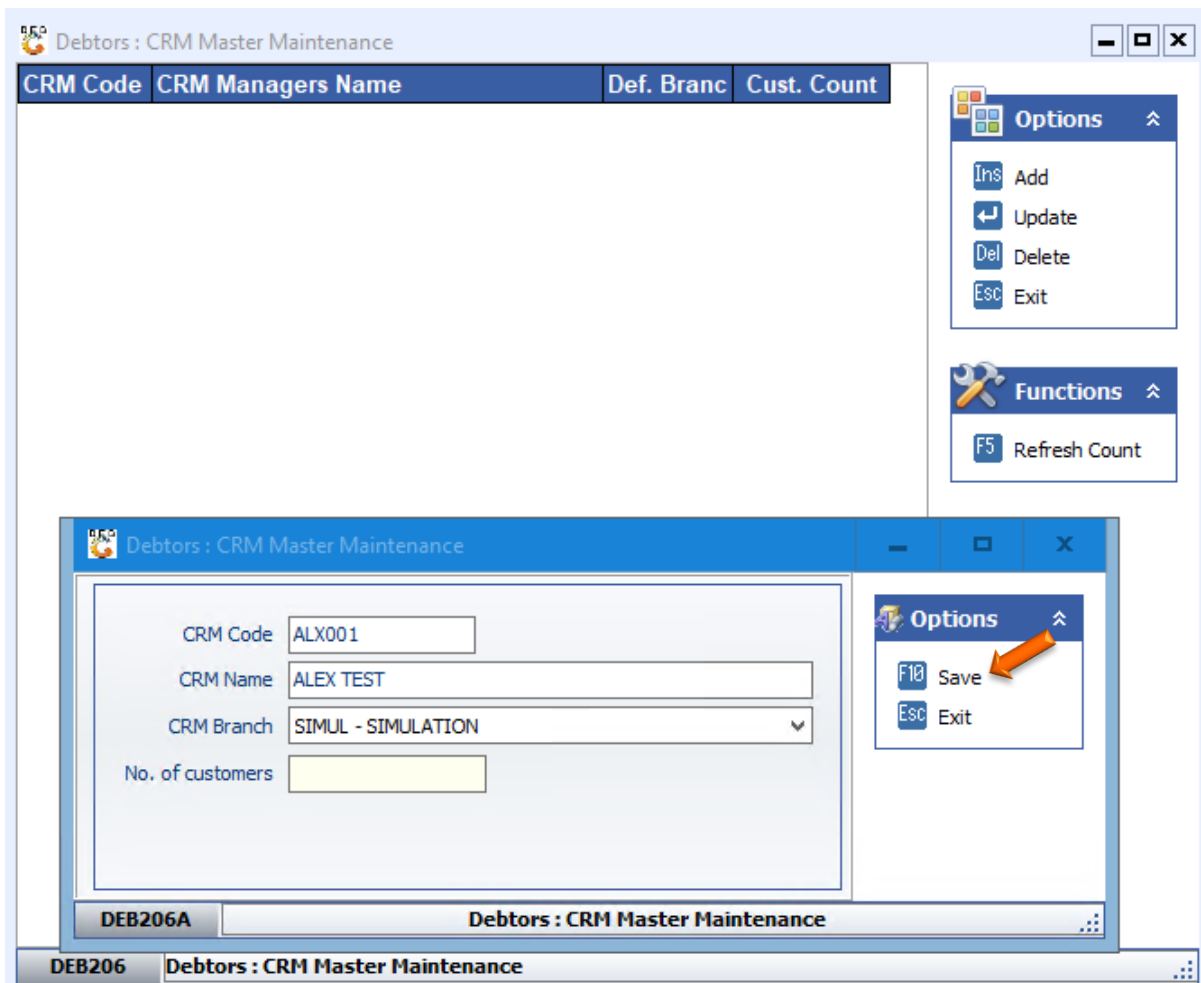 Debtors : CRM Master Maintenance
CRM Code CRM Managers Name Def. Branc Cust. Count
Options
Ins Add
Update
Del Delete
Esc Exit
Functions
F5 Refresh Count
Debtors : CRM Master Maintenance
CRM Code ALX001
CRM Name ALEX TEST
CRM Branch SIMUL - SIMULATION
No. of customers
Options
F10 Save
Esc Exit
DEB206A Debtors : CRM Master Maintenance
DEB206 Debtors : CRM Master Maintenance